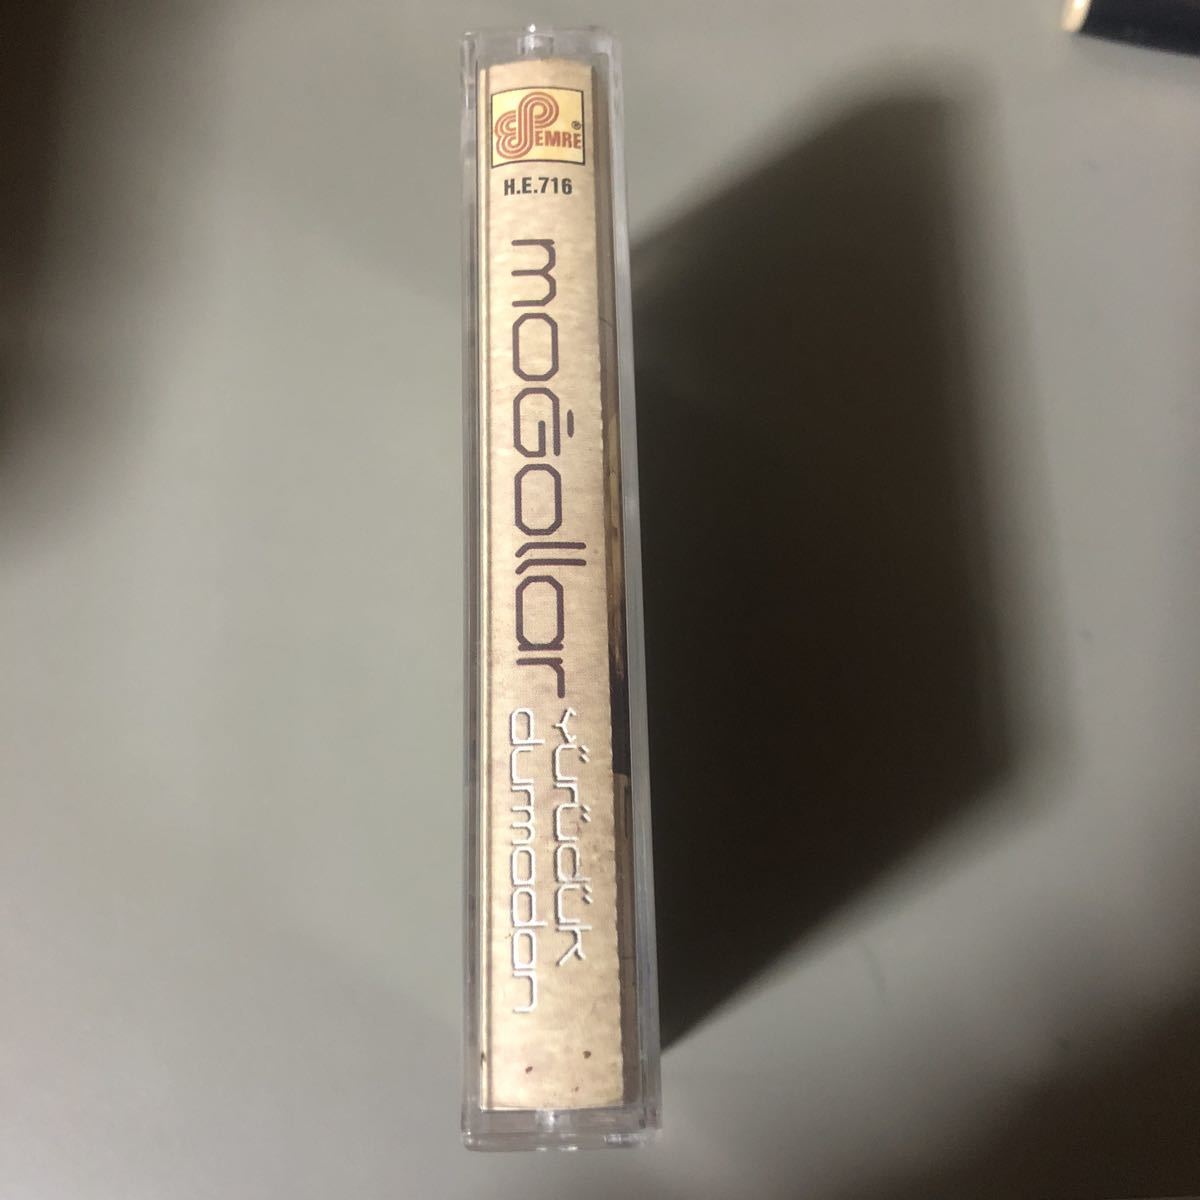 EMRE®
H.E.716
moĞollar
Yürüdük
durmadan